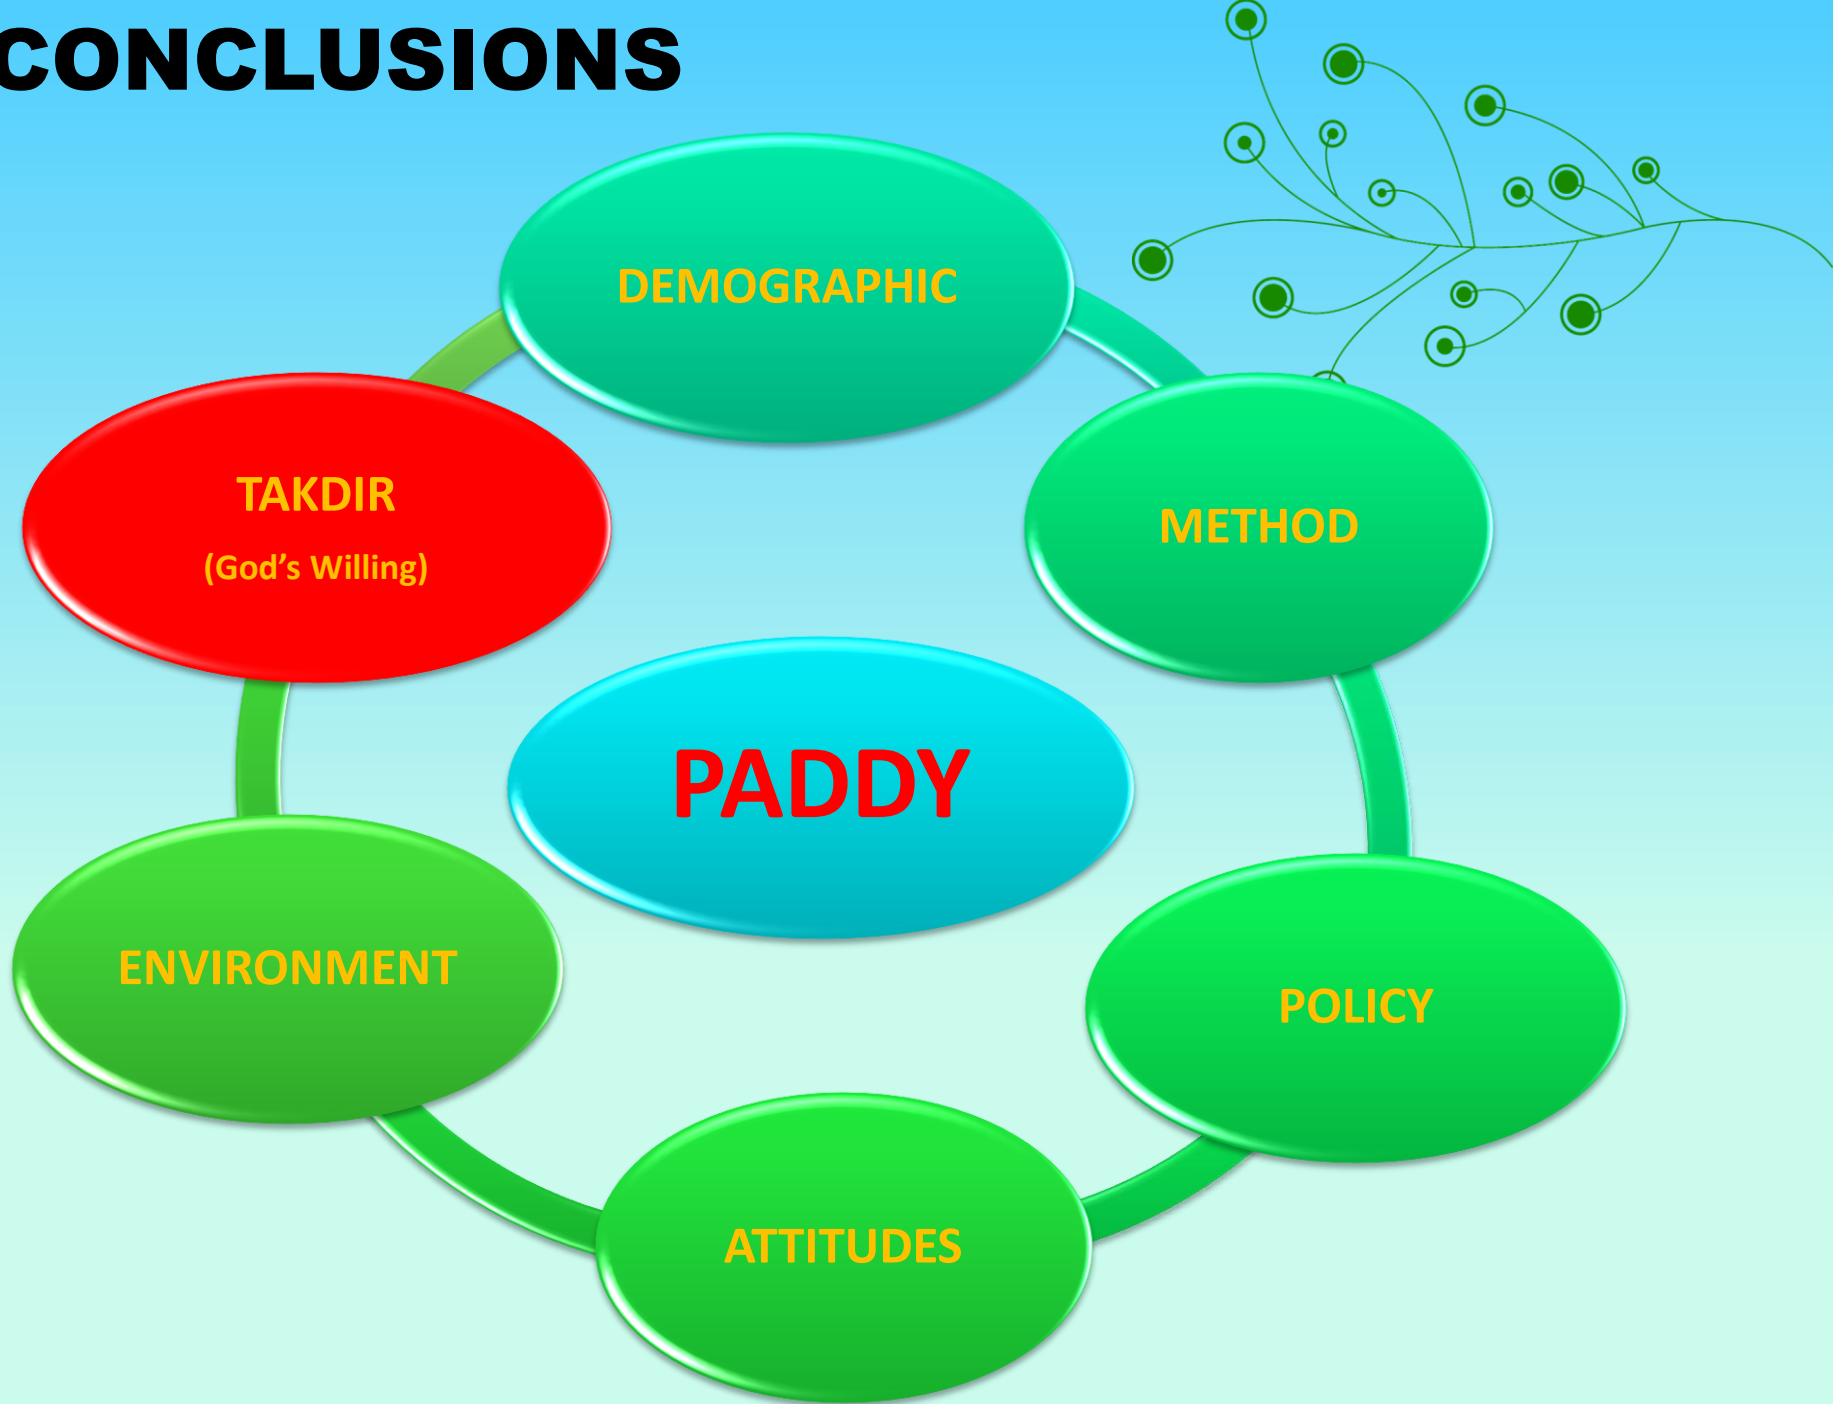 CONCLUSIONS
DEMOGRAPHIC
TAKDIR
(God’s Willing)
METHOD
PADDY
ENVIRONMENT
POLICY
ATTITUDES